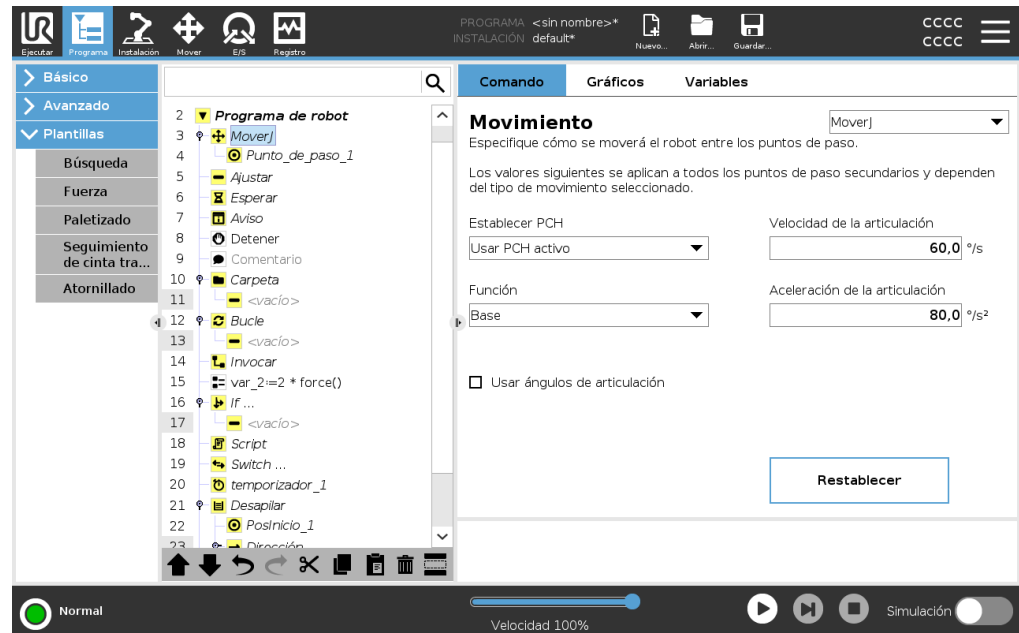 UR
PROGRAMA <sin nombre>*
INSTALACIÓN default*
CCCC
CCCC
Ejecutar Programa Instalación Mover E/S Registro Nuevo... Abrir... Guardar...
Básico
Avanzado
Plantillas
Búsqueda
Fuerza
Paletizado
Seguimiento
de cinta tra...
Atornillado
2 Programa de robot
3 MoverJ
4 Punto_de_paso_1
5 Ajustar
6 Esperar
7 Aviso
8 Detener
9 Comentario
10 Carpeta
11 <vacío>
12 Bucle
13 <vacío>
14 Invocar
15 var_2≔2 * force()
16 If ...
17 <vacío>
18 Script
19 Switch ...
20 temporizador_1
21 Desapilar
22 PosInicio_1
23 Dirección
Comando Gráficos Variables
Movimiento
MoverJ
Especifique cómo se moverá el robot entre los puntos de paso.
Los valores siguientes se aplican a todos los puntos de paso secundarios y dependen
del tipo de movimiento seleccionado.
Establecer PCH
Velocidad de la articulación
Usar PCH activo
60,0 °/s
Función
Aceleración de la articulación
Base
80,0 °/s²
Usar ángulos de articulación
Restablecer
Normal
Velocidad 100%
Simulación